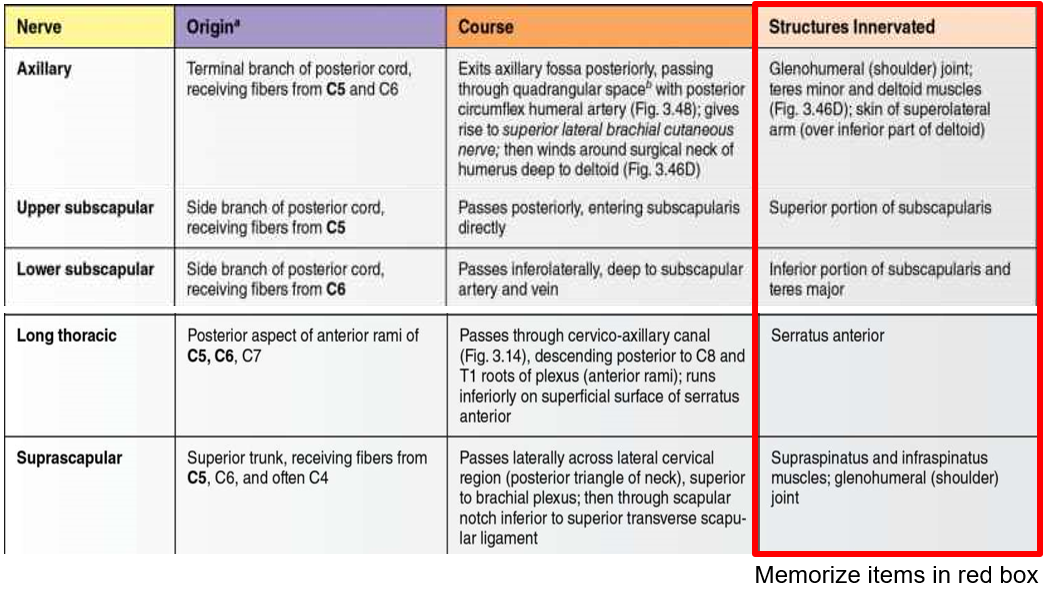 Nerve
Originª
Course
Structures Innervated
Axillary
Terminal branch of posterior cord,
receiving fibers from C5 and C6
Exits axillary fossa posteriorly, passing
through quadrangular spaceᵇ with posterior
circumflex humeral artery (Fig. 3.48); gives
rise to superior lateral brachial cutaneous
nerve; then winds around surgical neck of
humerus deep to deltoid (Fig. 3.46D)
Glenohumeral (shoulder) joint;
teres minor and deltoid muscles
(Fig. 3.46D); skin of superolateral
arm (over inferior part of deltoid)
Upper subscapular
Side branch of posterior cord,
receiving fibers from C5
Passes posteriorly, entering subscapularis
directly
Superior portion of subscapularis
Lower subscapular
Side branch of posterior cord,
receiving fibers from C6
Passes inferolaterally, deep to subscapular
artery and vein
Inferior portion of subscapularis and
teres major
Long thoracic
Posterior aspect of anterior rami of
C5, C6, C7
Passes through cervico-axillary canal
(Fig. 3.14), descending posterior to C8 and
T1 roots of plexus (anterior rami); runs
inferiorly on superficial surface of serratus
anterior
Serratus anterior
Suprascapular
Superior trunk, receiving fibers from
C5, C6, and often C4
Passes laterally across lateral cervical
region (posterior triangle of neck), superior
to brachial plexus; then through scapular
notch inferior to superior transverse scapu-
lar ligament
Supraspinatus and infraspinatus
muscles; glenohumeral (shoulder)
joint
Memorize items in red box